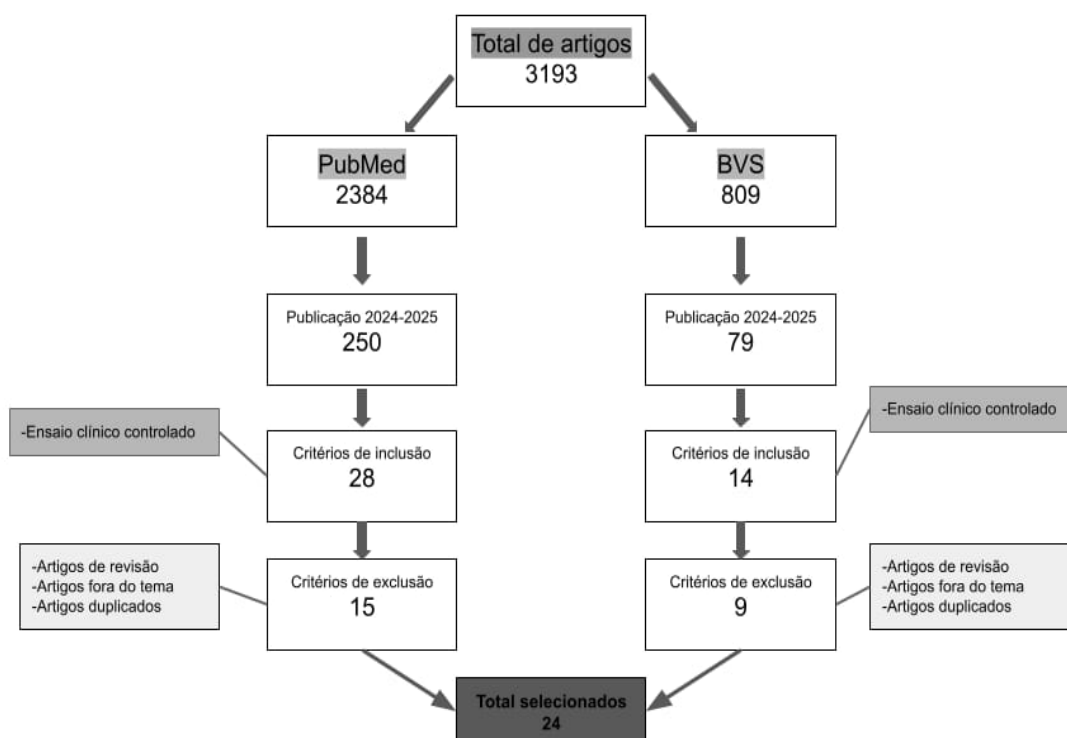 Total de artigos
3193
PubMed
2384
BVS
809
Publicação 2024-2025
250
Publicação 2024-2025
79
-Ensaio clínico controlado
-Ensaio clínico controlado
Critérios de inclusão
28
Critérios de inclusão
14
-Artigos de revisão
-Artigos fora do tema
-Artigos duplicados
Critérios de exclusão
15
Critérios de exclusão
9
-Artigos de revisão
-Artigos fora do tema
-Artigos duplicados
Total selecionados
24